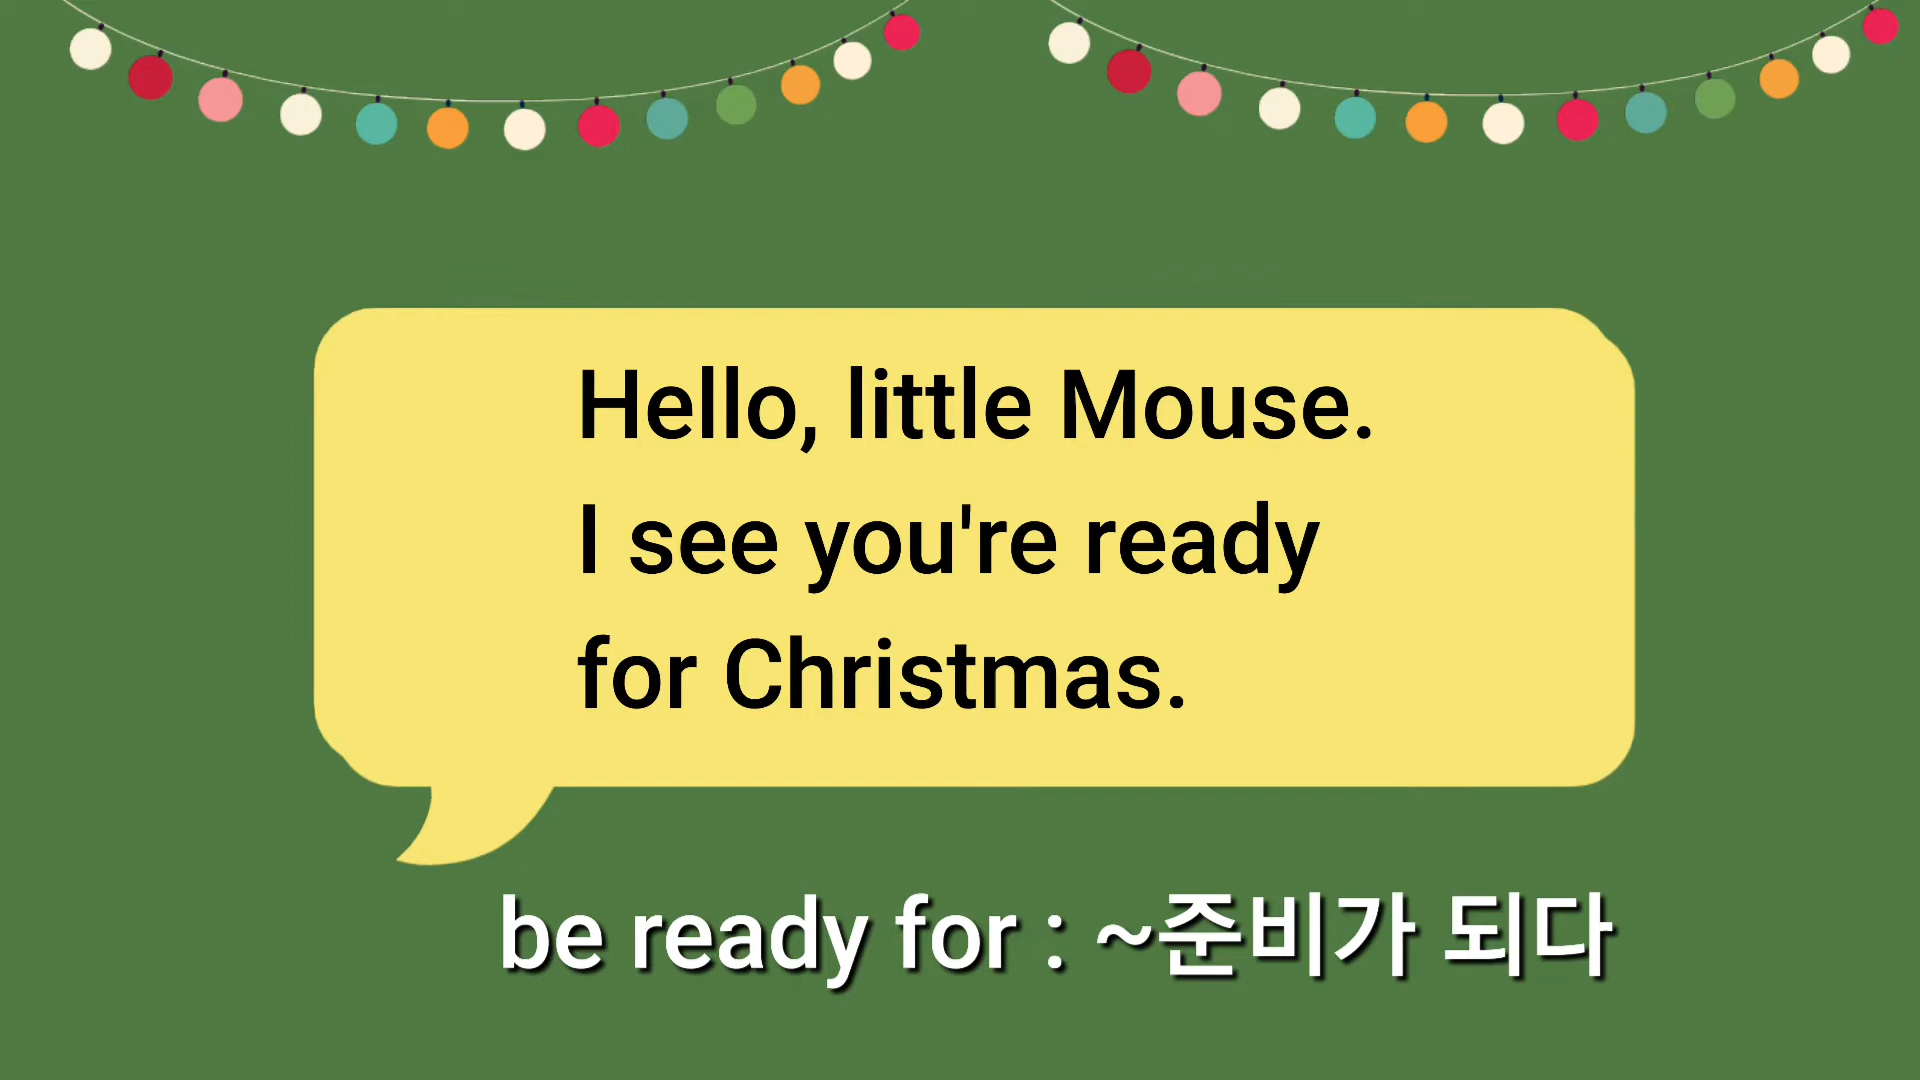 Hello, little Mouse.
I see you're ready
for Christmas.
be ready for : ~준비가 되다